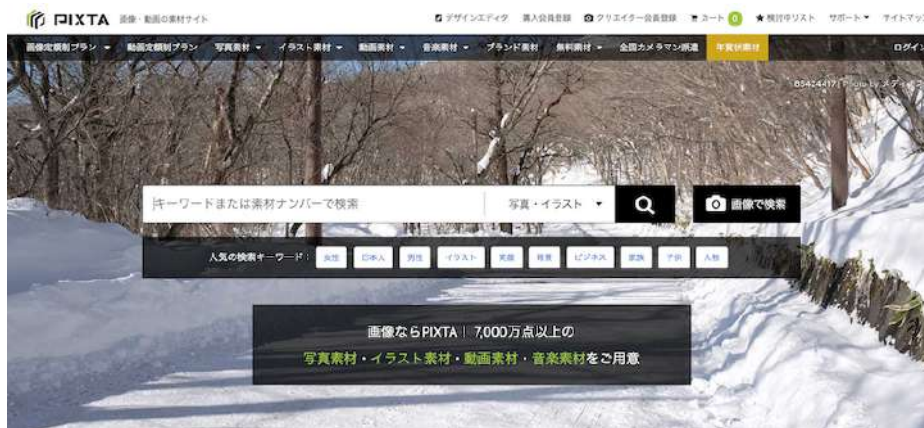 PIXTA 画像・動画の素材サイト
デザインエディタ 購入会員登録 クリエイター会員登録 カート 0 ★検討中リスト サポート サイトマッ
画像定額制プラン 動画定額制プラン 写真素材 イラスト素材 動画素材 音楽素材 ブランド素材 無料素材 全国カメラマン派遣 年賀状素材 ログイ
85424417 | Photo by メディ
キーワードまたは素材ナンバーで検索 写真・イラスト 画像で検索
人気の検索キーワード: 女性 日本人 男性 イラスト 笑顔 背景 ビジネス 家族 子供 人物
画像ならPIXTA | 7,000万点以上の
写真素材・イラスト素材・動画素材・音楽素材をご用意